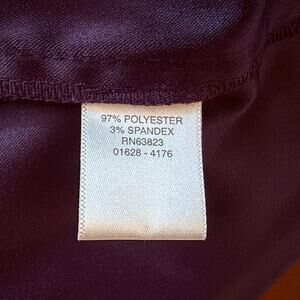 97% POLYESTER
3% SPANDEX
RN63823
01628 - 4176